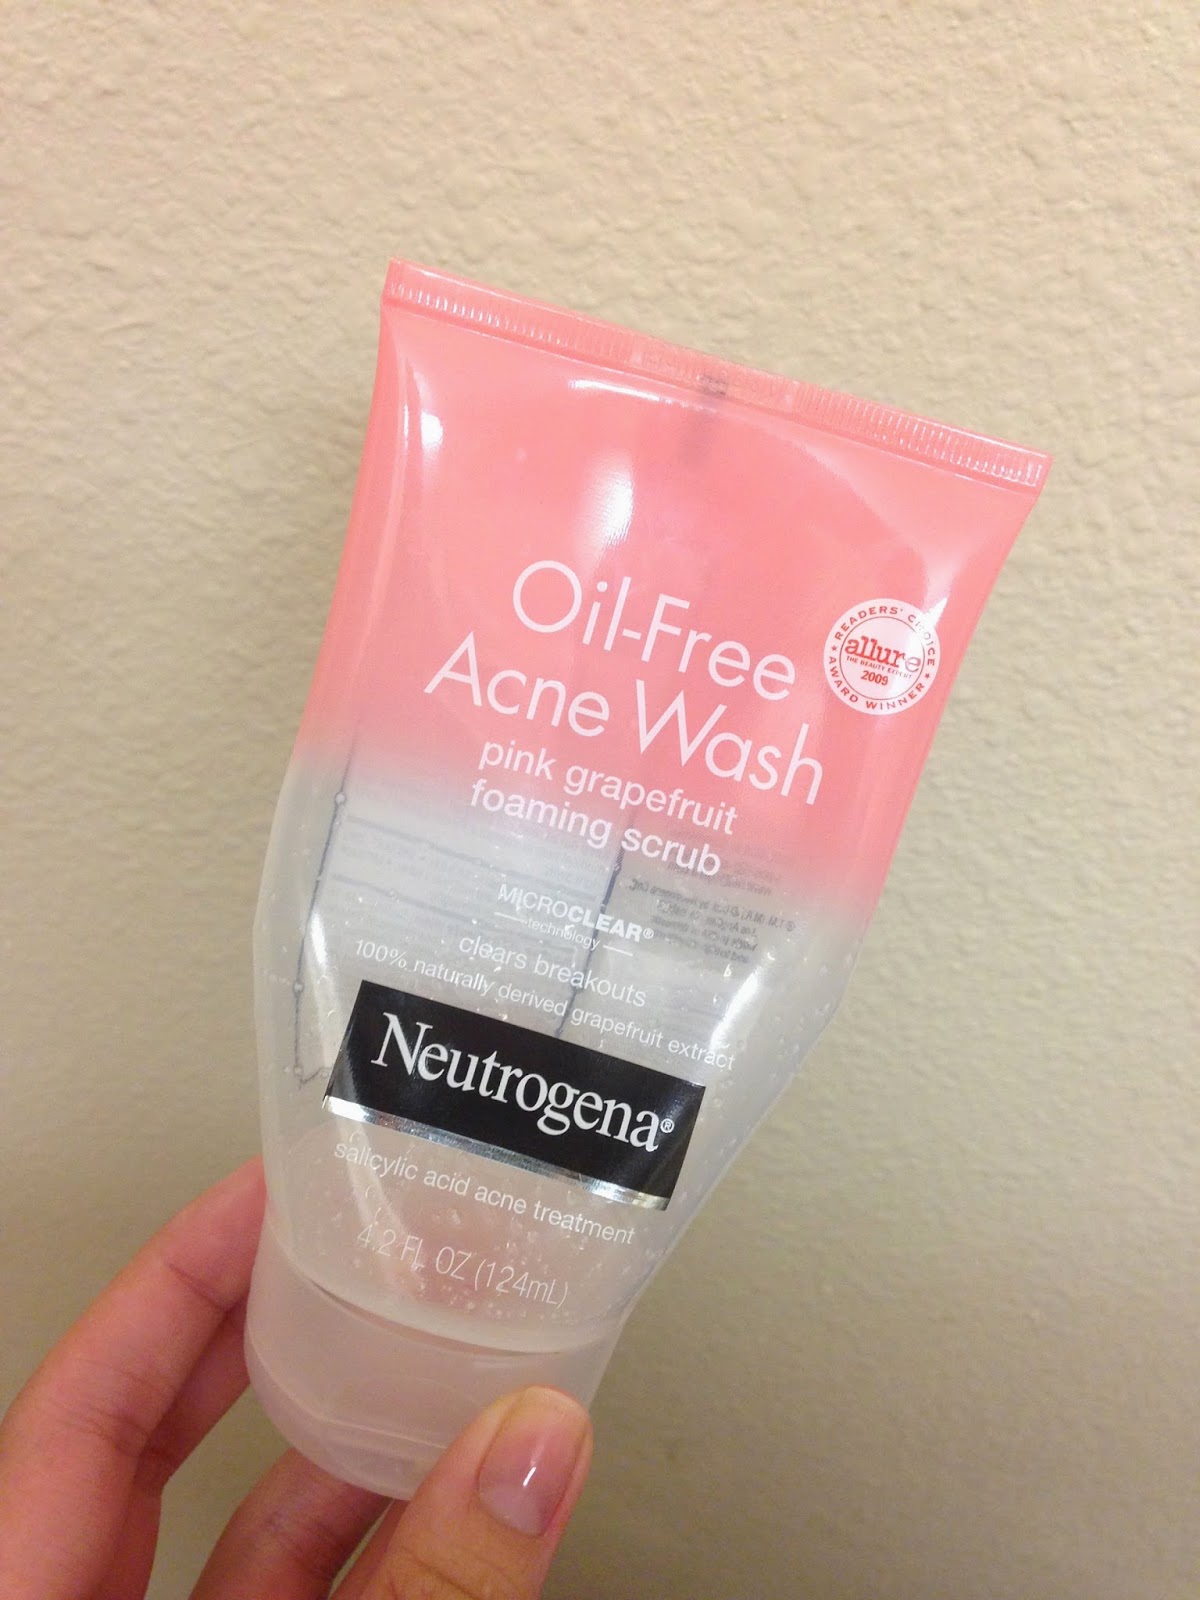 Oil-Free
Acne Wash
pink grapefruit
foaming scrub
READERS' CHOICE
allure
THE BEAUTY EXPERT
2009
AWARD WINNER
MICROCLEAR®
technology
clears breakouts
100% naturally derived grapefruit extract
Neutrogena®
salicylic acid acne treatment
4.2 FL OZ (124mL)